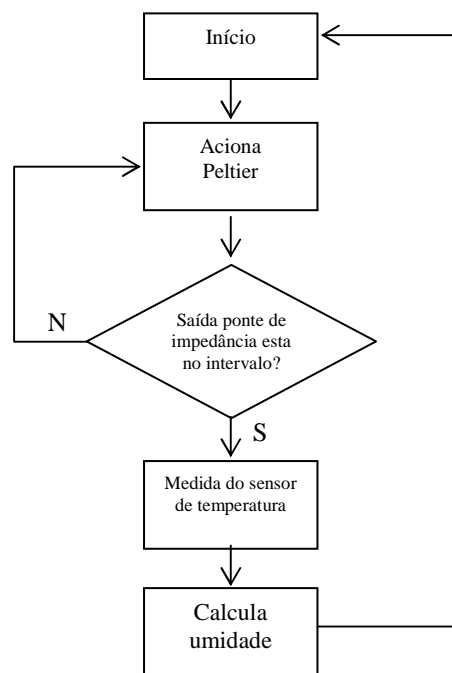 Início
Aciona
Peltier
Saída ponte de
impedância esta
no intervalo?
N
S
Medida do sensor
de temperatura
Calcula
umidade